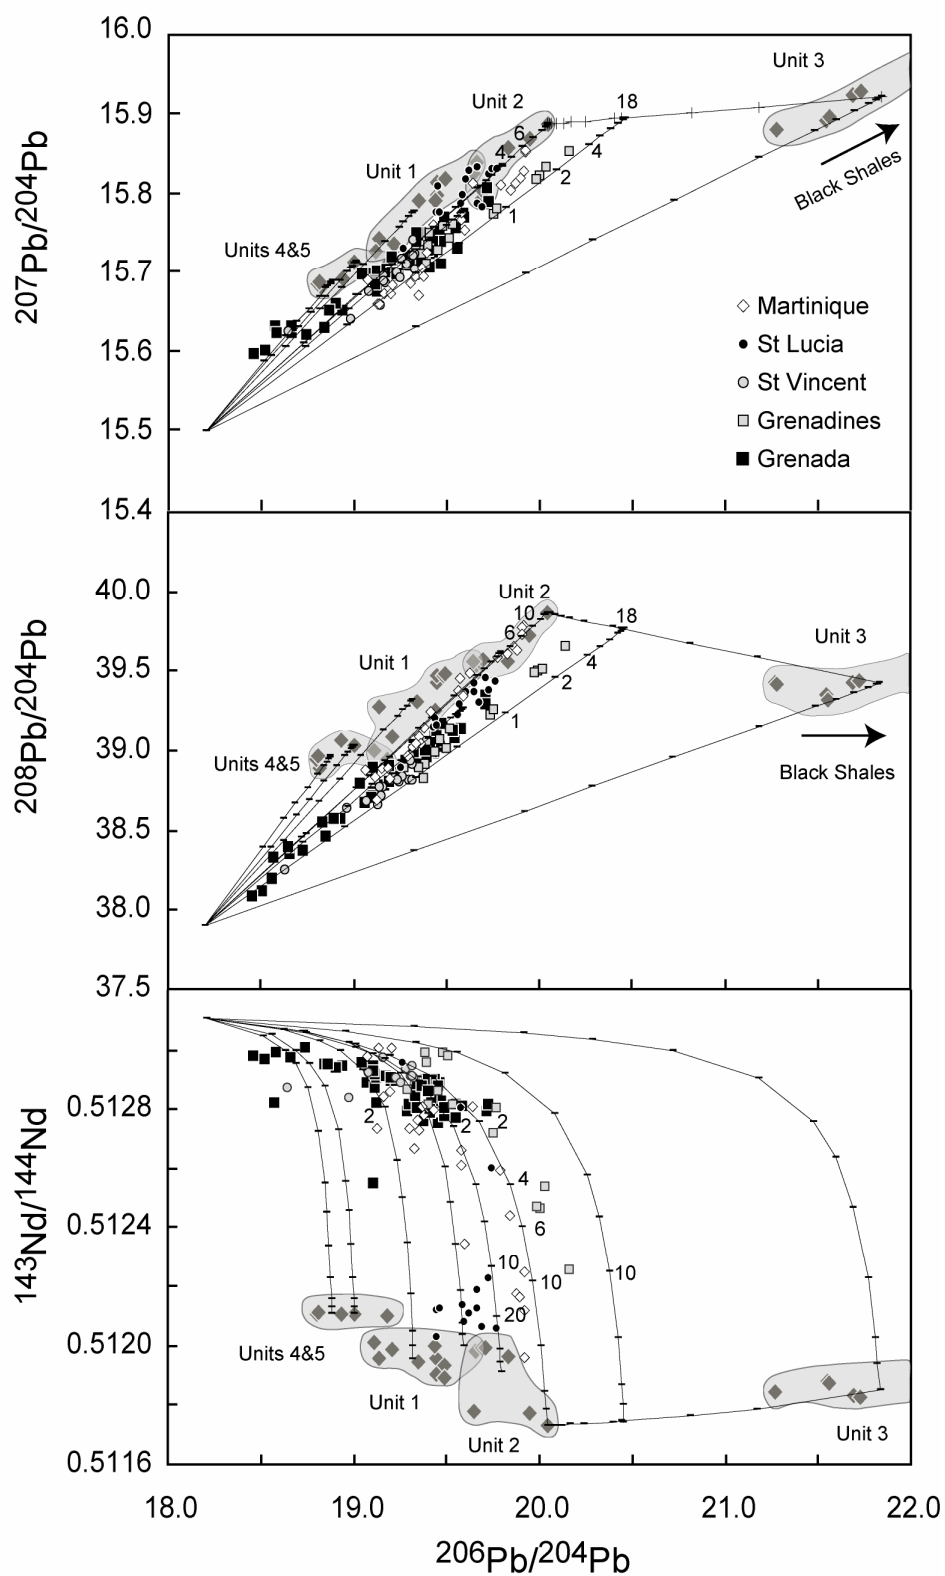 16.0
Unit 3
Unit 2
18
15.9
6
4
4
Black Shales
Unit 1
2
15.8
1
Units 4&5
207Pb/204Pb
15.7
Martinique
15.6
St Lucia
St Vincent
15.5
Grenadines
Grenada
15.4
40.0
Unit 2
10
18
6
Unit 3
39.5
Unit 1
4
2
1
208Pb/204Pb
39.0
Units 4&5
Black Shales
38.5
38.0
37.5
0.5128
2
2
2
4
143Nd/144Nd
0.5124
6
10
10
10
20
0.5120
Units 4&5
Unit 1
Unit 2
Unit 3
0.5116
18.0
19.0
20.0
21.0
22.0
206Pb/204Pb